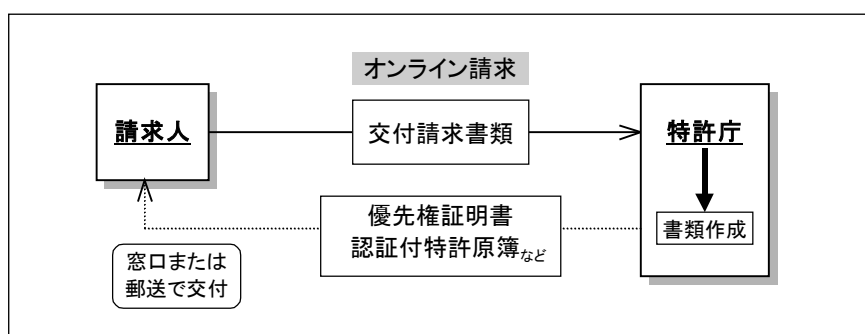 オンライン請求
請求人
交付請求書類
特許庁
書類作成
優先権証明書
認証付特許原簿など
窓口または
郵送で交付